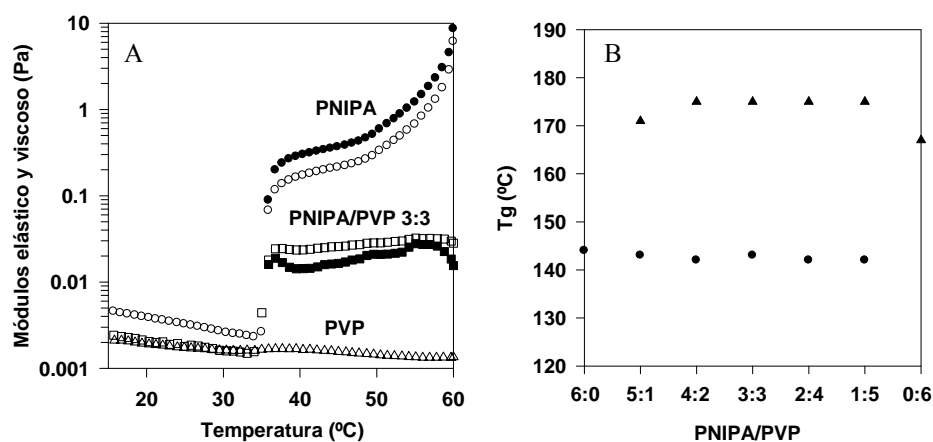 A
Módulos elástico y viscoso (Pa)
10
1
0.1
0.01
0.001
PNIPA
PNIPA/PVP 3:3
PVP
20
30
40
50
60
Temperatura (ºC)
B
Tg (ºC)
190
180
170
160
150
140
130
120
6:0
5:1
4:2
3:3
2:4
1:5
0:6
PNIPA/PVP